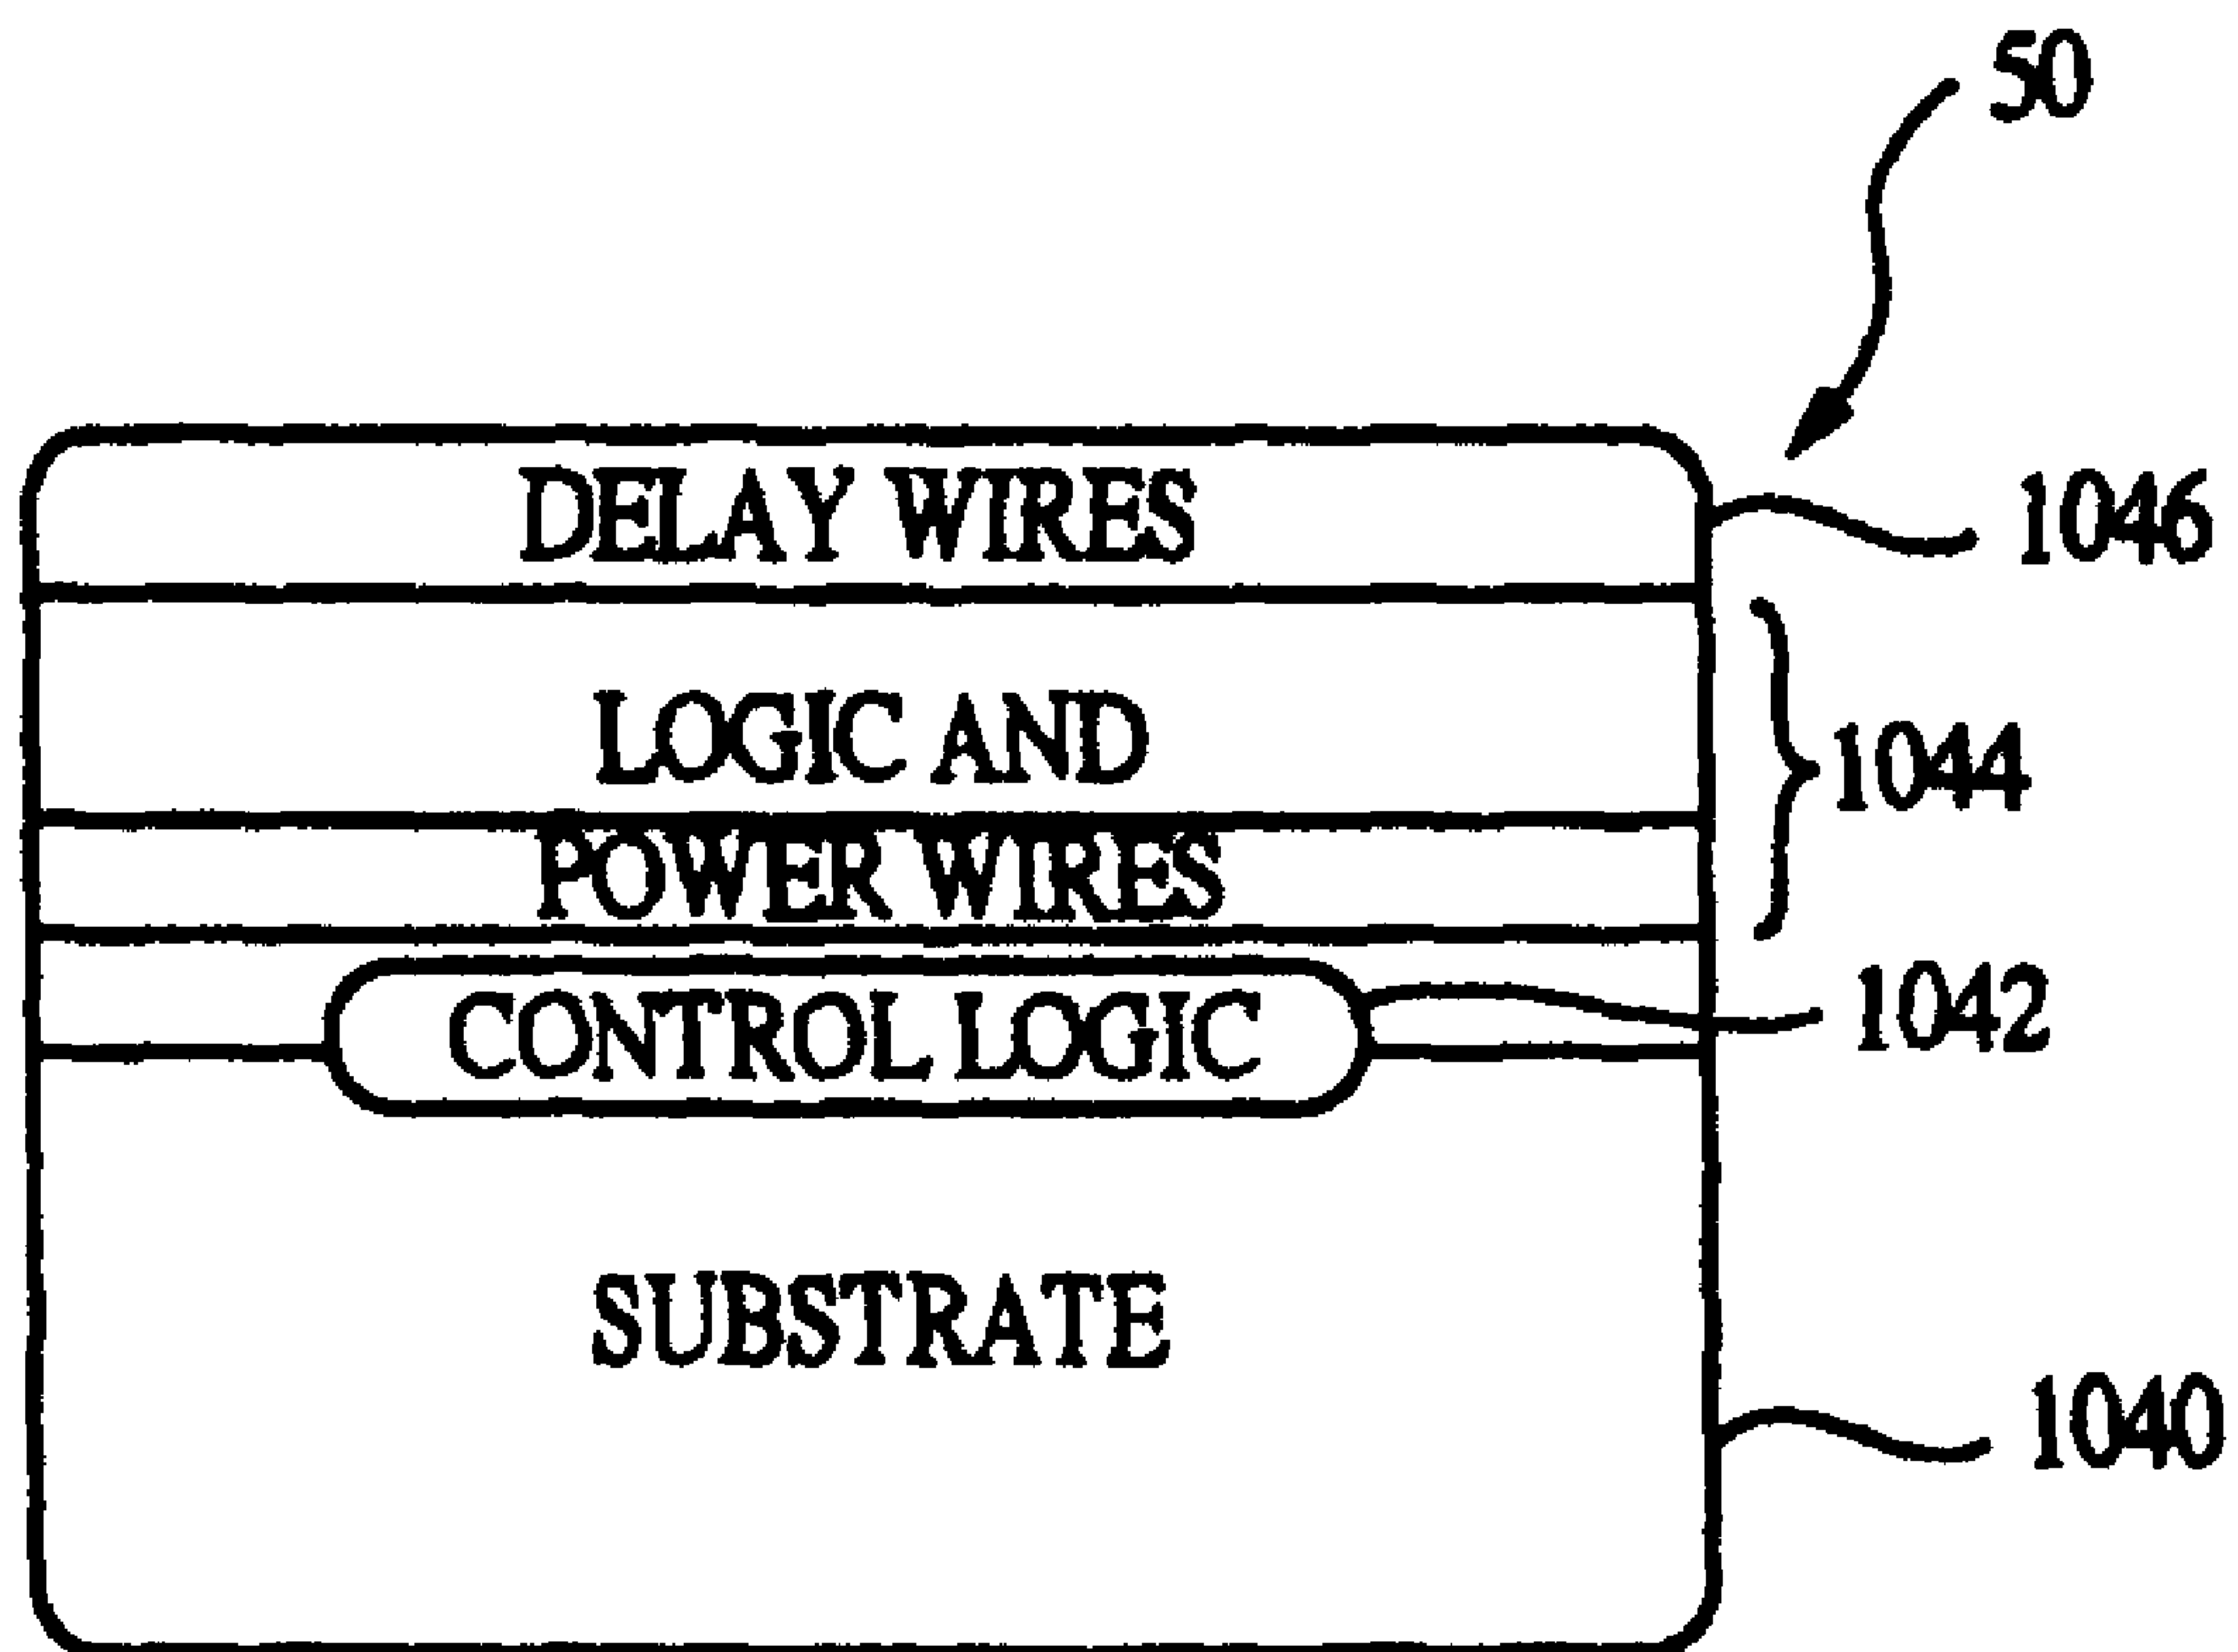 50
DELAY WIRES
1046
LOGIC AND
1044
POWER WIRES
CONTROL LOGIC
1042
SUBSTRATE
1040